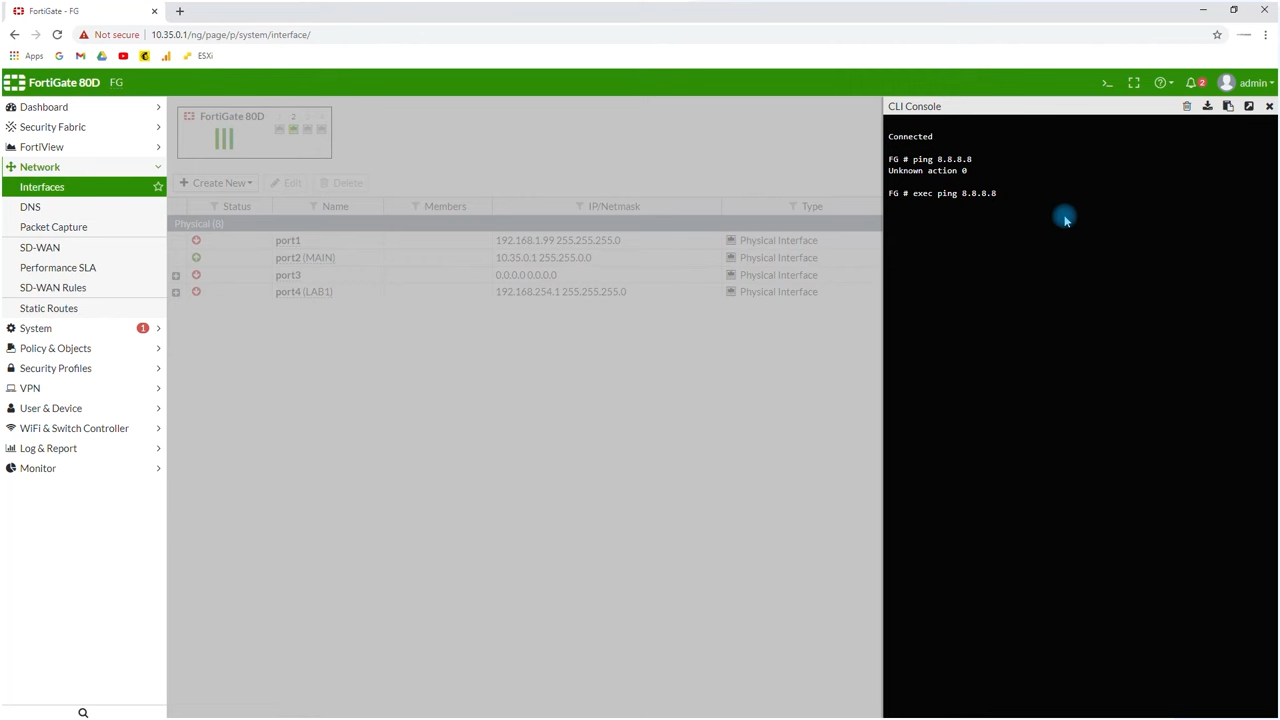 FortiGate - FG
Not secure
10.35.0.1/ng/page/p/system/interface/
Apps
ESXi
FortiGate 80D
FG
>_
2
admin
Dashboard
Security Fabric
FortiView
Network
Interfaces
DNS
Packet Capture
SD-WAN
Performance SLA
SD-WAN Rules
Static Routes
System
1
Policy & Objects
Security Profiles
VPN
User & Device
WiFi & Switch Controller
Log & Report
Monitor
FortiGate 80D
2
+ Create New
Edit
Delete
Status Name Members IP/Netmask Type
Physical (8)
port1 192.168.1.99 255.255.255.0 Physical Interface
port2 (MAIN) 10.35.0.1 255.255.0.0 Physical Interface
port3 0.0.0.0 0.0.0.0 Physical Interface
port4 (LAB1) 192.168.254.1 255.255.255.0 Physical Interface
CLI Console
Connected
FG # ping 8.8.8.8
Unknown action 0
FG # exec ping 8.8.8.8